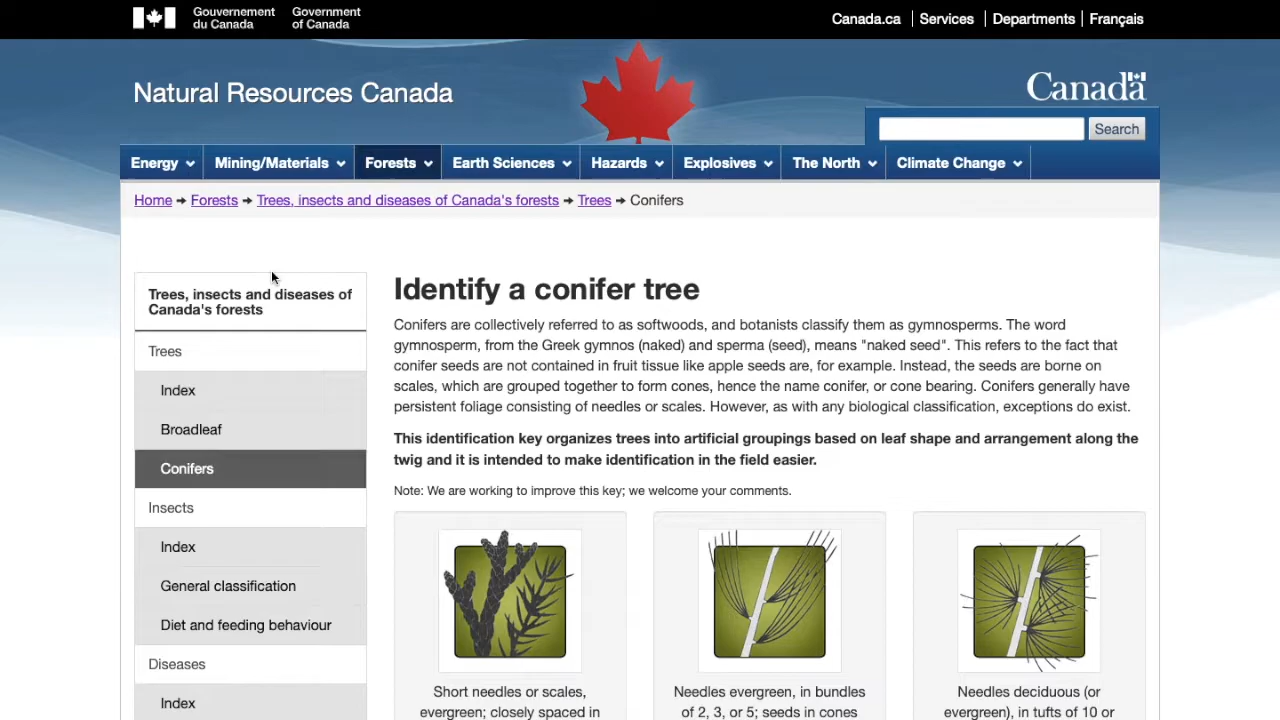 Gouvernement du Canada
Government of Canada
Canada.ca Services Departments Français
Natural Resources Canada
Canada
Search
Energy Mining/Materials Forests Earth Sciences Hazards Explosives The North Climate Change
Home → Forests → Trees, insects and diseases of Canada's forests → Trees → Conifers
Trees, insects and diseases of
Canada's forests
Trees
Index
Broadleaf
Conifers
Insects
Index
General classification
Diet and feeding behaviour
Diseases
Index
Identify a conifer tree
Conifers are collectively referred to as softwoods, and botanists classify them as gymnosperms. The word
gymnosperm, from the Greek gymnos (naked) and sperma (seed), means "naked seed". This refers to the fact that
conifer seeds are not contained in fruit tissue like apple seeds are, for example. Instead, the seeds are borne on
scales, which are grouped together to form cones, hence the name conifer, or cone bearing. Conifers generally have
persistent foliage consisting of needles or scales. However, as with any biological classification, exceptions do exist.
This identification key organizes trees into artificial groupings based on leaf shape and arrangement along the
twig and it is intended to make identification in the field easier.
Note: We are working to improve this key; we welcome your comments.
Short needles or scales,
evergreen; closely spaced in
Needles evergreen, in bundles
of 2, 3, or 5; seeds in cones
Needles deciduous (or
evergreen), in tufts of 10 or